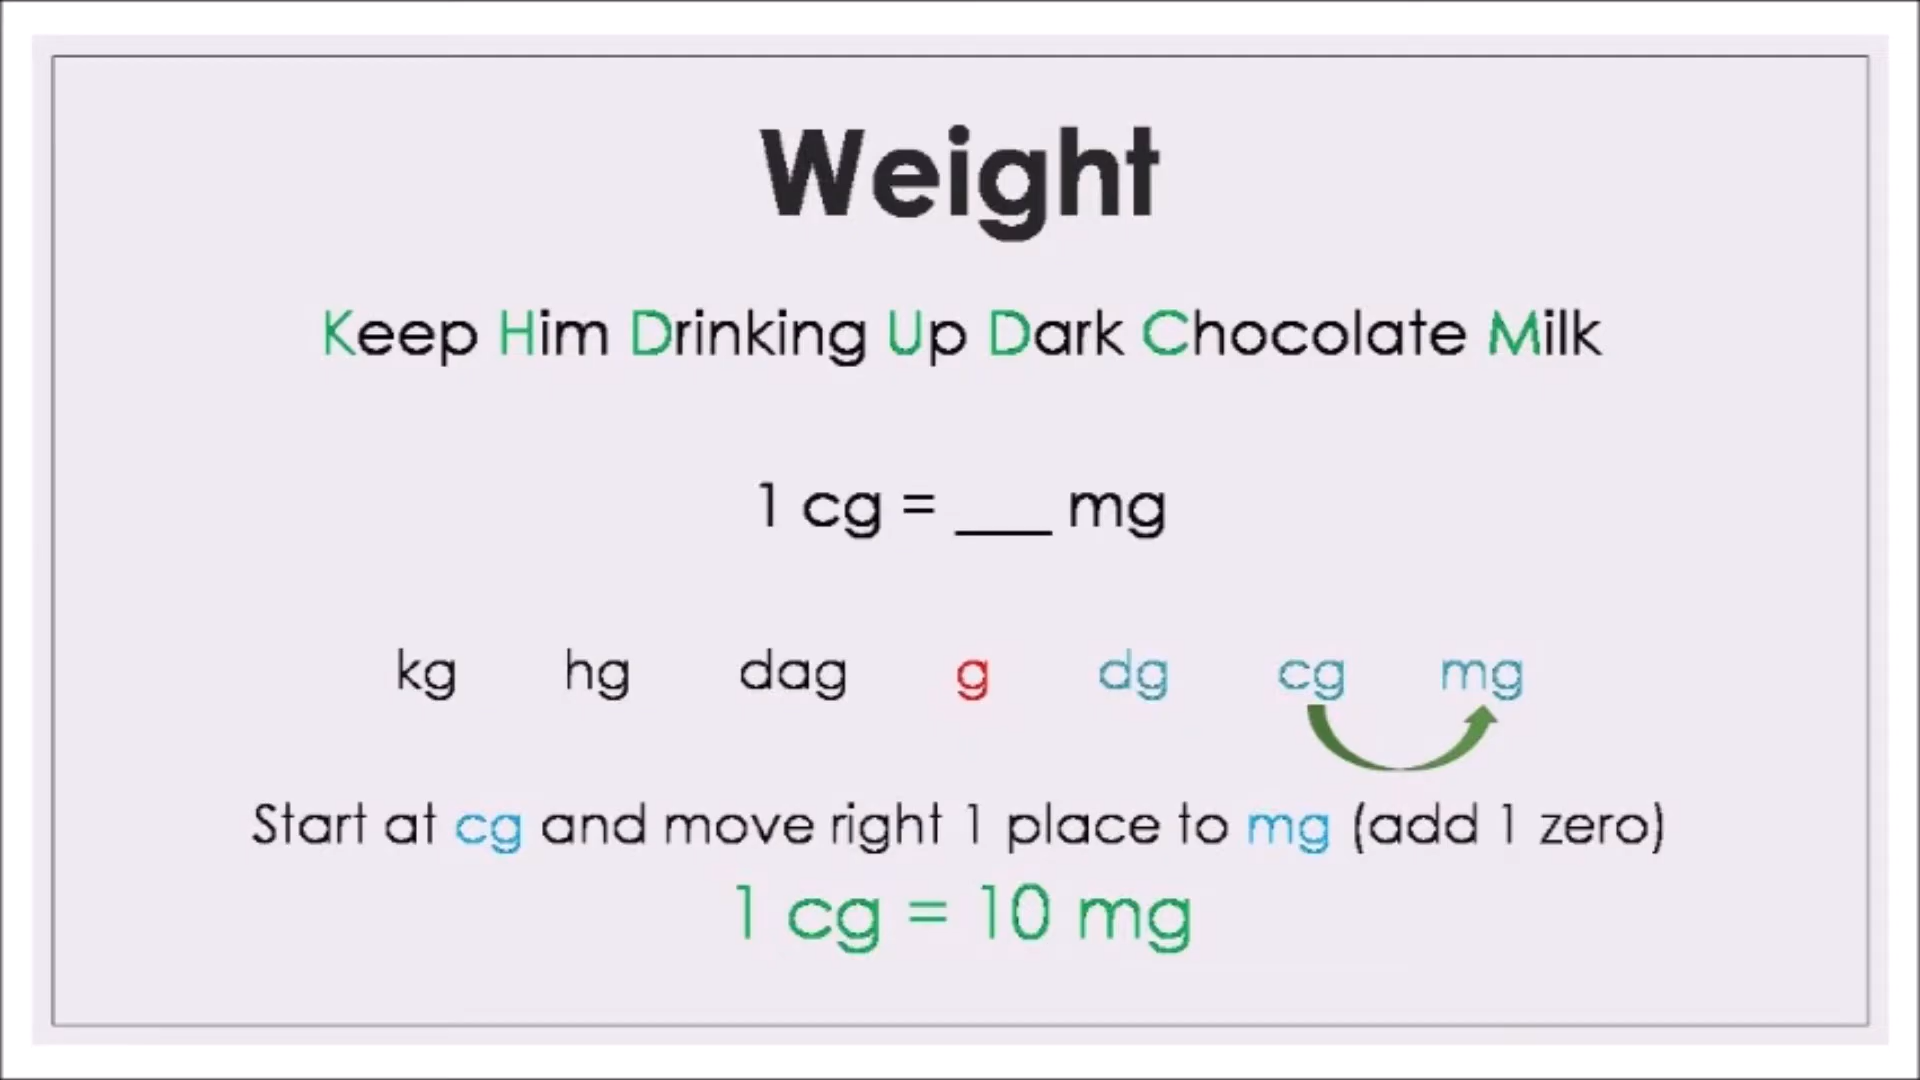 Weight
Keep Him Drinking Up Dark Chocolate Milk
1 cg = ___ mg
kg hg dag g dg cg mg
Start at cg and move right 1 place to mg (add 1 zero)
1 cg = 10 mg